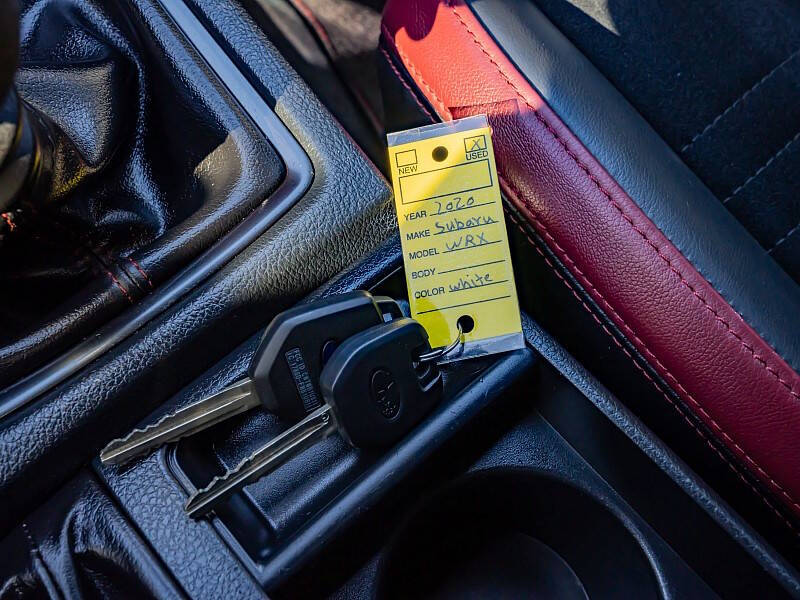 NEW
X
USED
YEAR 2020
MAKE Subaru
MODEL WRX
BODY
COLOR white